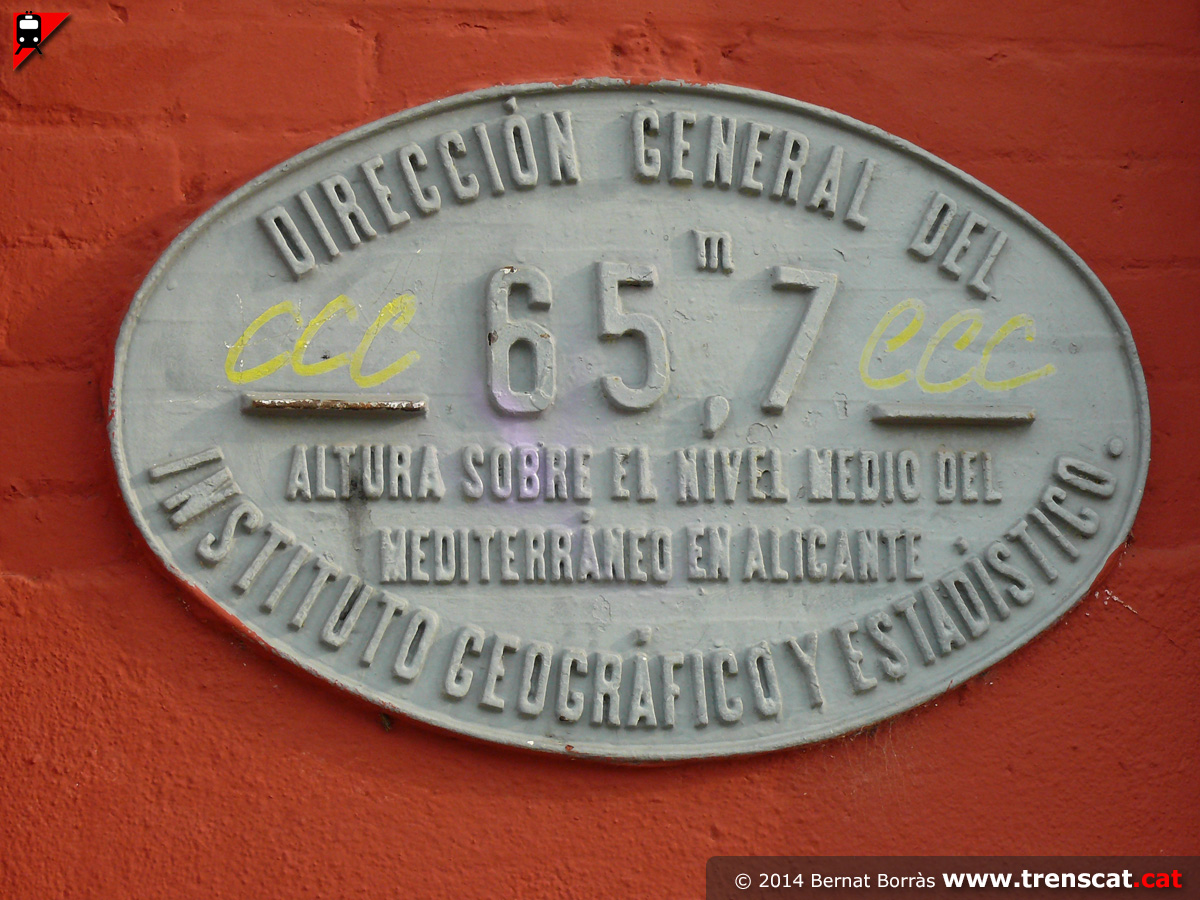 DIRECCIÓN GENERAL DEL
m
CCC 65,7 CCC
ALTURA SOBRE EL NIVEL MEDIO DEL
MEDITERRÁNEO EN ALICANTE
INSTITUTO GEOGRÁFICO Y ESTADÍSTICO.
© 2014 Bernat Borràs www.trenscat.cat